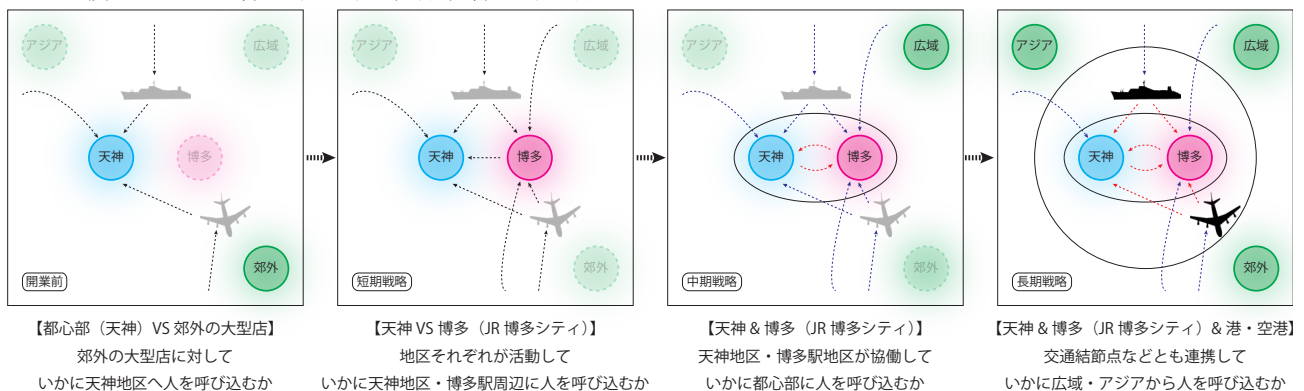 アジア
広域
天神
博多
郊外
開業前
【都心部（天神）VS 郊外の大型店】
郊外の大型店に対して
いかに天神地区へ人を呼び込むか
アジア
広域
天神
博多
郊外
短期戦略
【天神 VS 博多（JR 博多シティ）】
地区それぞれが活動して
いかに天神地区・博多駅周辺に人を呼び込むか
アジア
広域
天神
博多
郊外
中期戦略
【天神 & 博多（JR 博多シティ）】
天神地区・博多駅地区が協働して
いかに都心部に人を呼び込むか
アジア
広域
天神
博多
郊外
長期戦略
【天神 & 博多（JR 博多シティ）& 港・空港】
交通結節点などとも連携して
いかに広域・アジアから人を呼び込むか